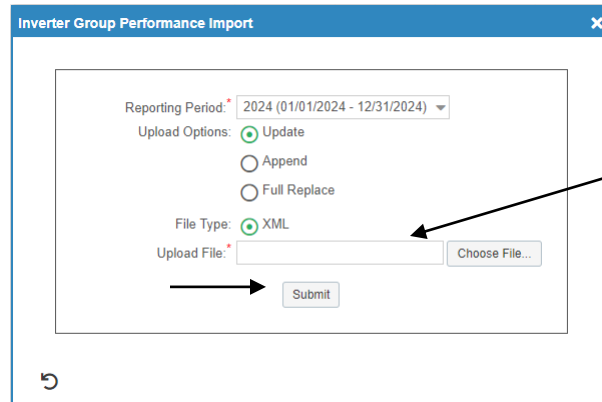 Inverter Group Performance Import
Reporting Period:* 2024 (01/01/2024 - 12/31/2024)
Upload Options: Update
Append
Full Replace
File Type: XML
Upload File:* Choose File...
Submit